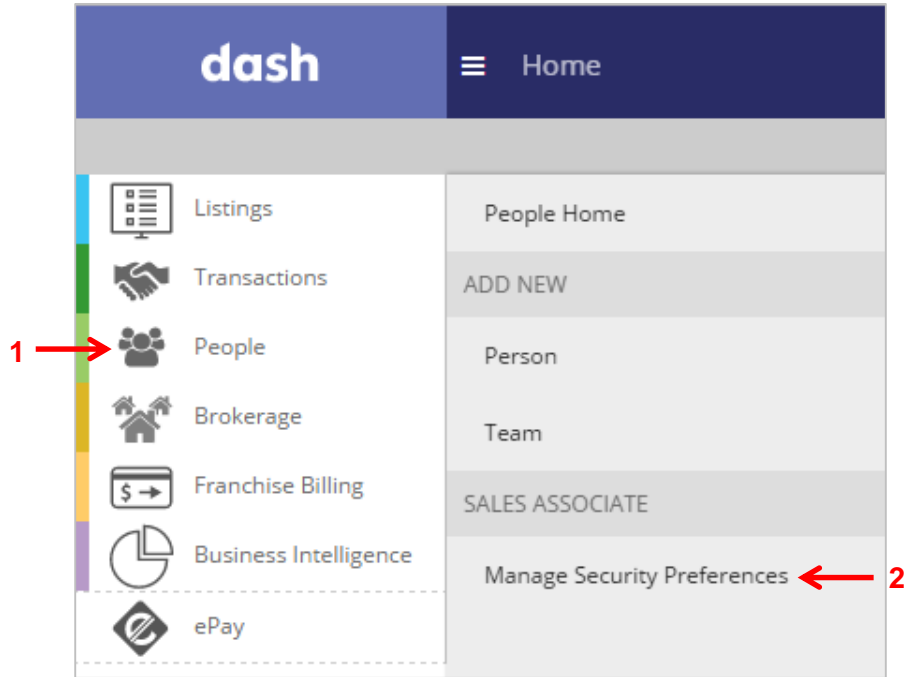 dash
Home
Listings
Transactions
1
People
Brokerage
$
Franchise Billing
Business Intelligence
e
ePay
People Home
ADD NEW
Person
Team
SALES ASSOCIATE
Manage Security Preferences
2